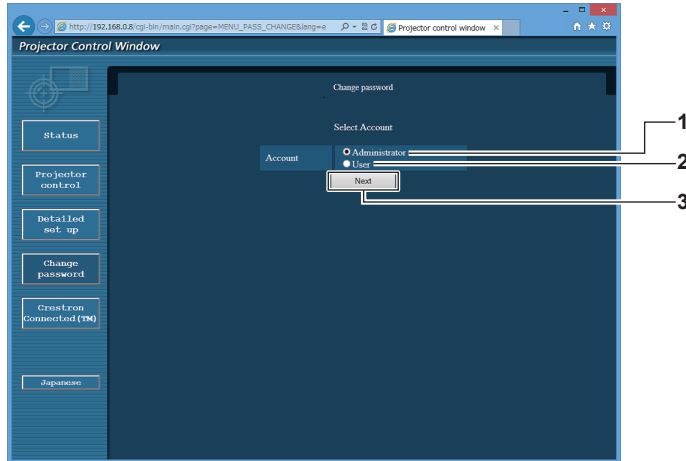 http://192.168.0.8/cgi-bin/main.cgi?page=MENU_PASS_CHANGE&lang=e
Projector control window
Projector Control Window
Change password
Select Account
Account
Administrator
User
Next
1
2
3
Status
Projector
control
Detailed
set up
Change
password
Crestron
Connected(TM)
Japanese